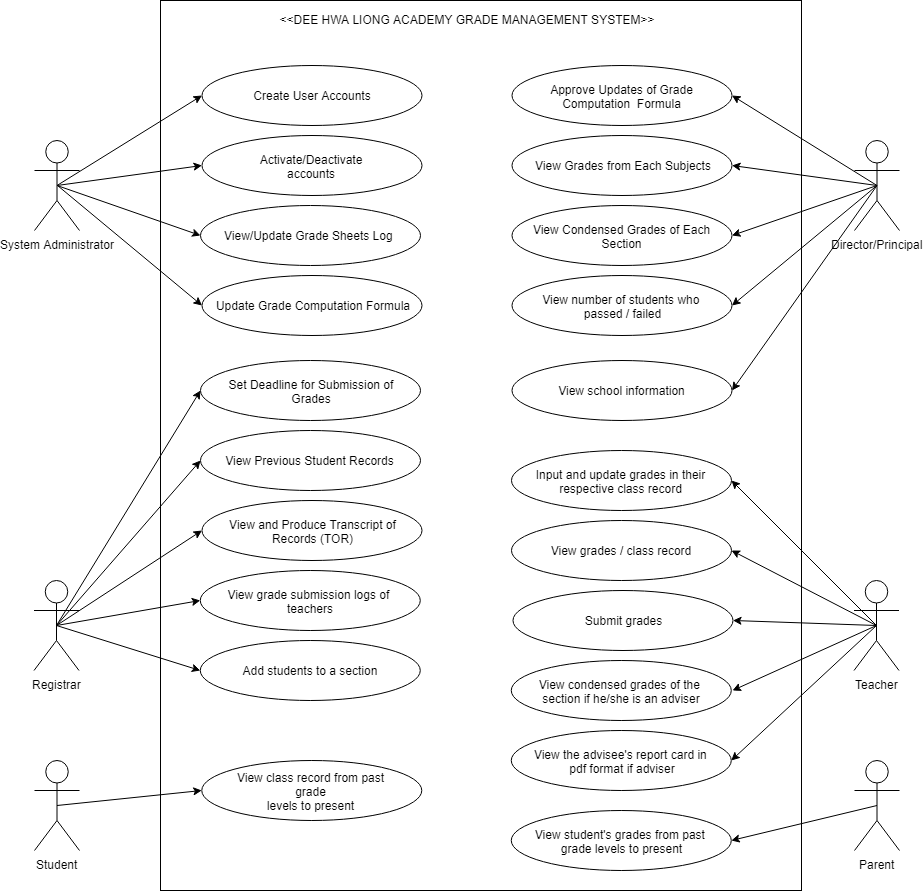 <<DEE HWA LIONG ACADEMY GRADE MANAGEMENT SYSTEM>>
Create User Accounts
Activate/Deactivate
accounts
View/Update Grade Sheets Log
Update Grade Computation Formula
System Administrator
Approve Updates of Grade
Computation Formula
View Grades from Each Subjects
View Condensed Grades of Each
Section
View number of students who
passed / failed
View school information
Director/Principal
Set Deadline for Submission of
Grades
View Previous Student Records
View and Produce Transcript of
Records (TOR)
View grade submission logs of
teachers
Add students to a section
Registrar
Input and update grades in their
respective class record
View grades / class record
Submit grades
View condensed grades of the
section if he/she is an adviser
View the advisee's report card in
pdf format if adviser
Teacher
View class record from past
grade
levels to present
Student
View student's grades from past
grade levels to present
Parent